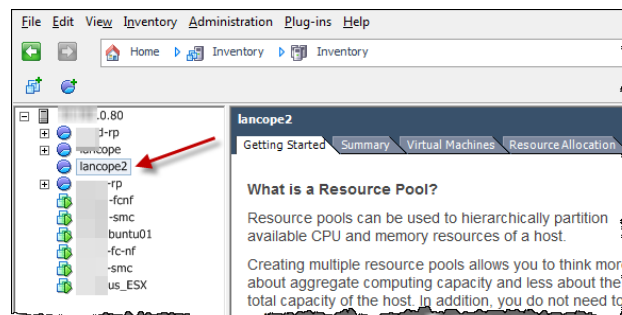 File Edit View Inventory Administration Plug-ins Help
Home Inventory Inventory
.0.80
d-rp
lancope
lancope2
-rp
-fcnf
-smc
buntu01
-fc-nf
-smc
us_ESX
lancope2
Getting Started Summary Virtual Machines Resource Allocation
What is a Resource Pool?
Resource pools can be used to hierarchically partition
available CPU and memory resources of a host.
Creating multiple resource pools allows you to think more
about aggregate computing capacity and less about the
total capacity of the host. In addition, you do not need to